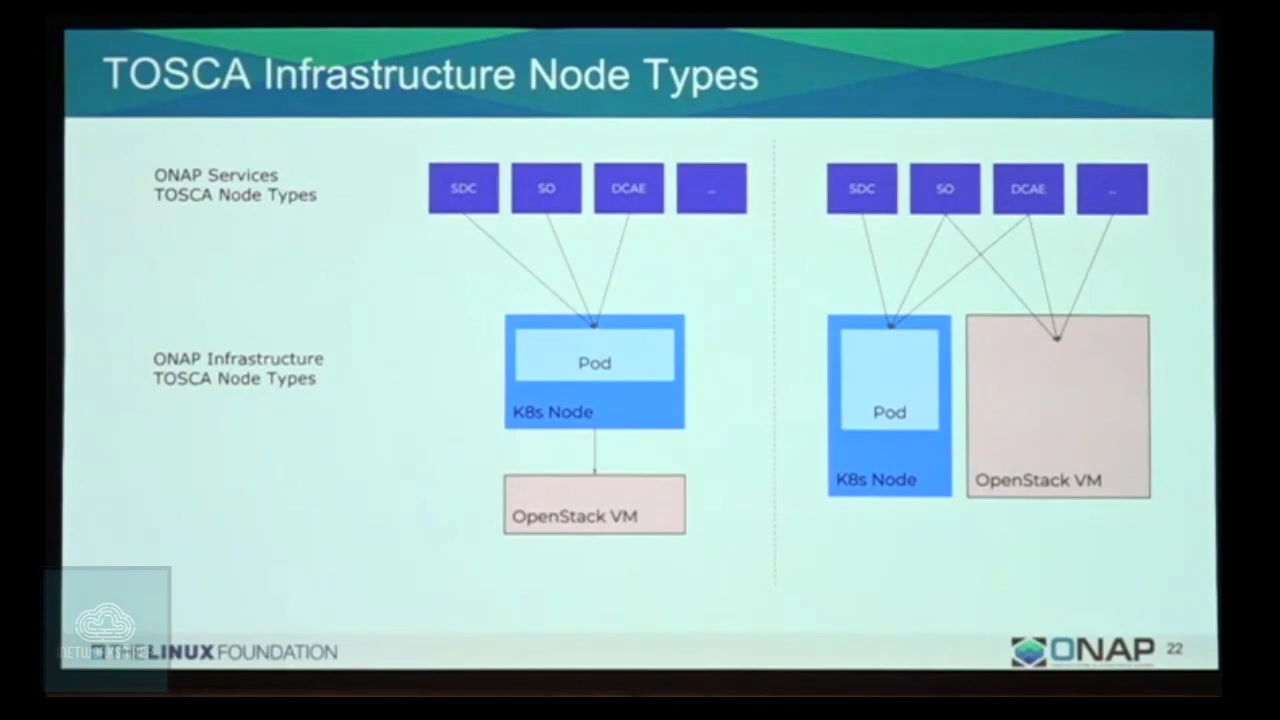 TOSCA Infrastructure Node Types
ONAP Services
TOSCA Node Types
SDC
SO
DCAE
...
SDC
SO
DCAE
...
ONAP Infrastructure
TOSCA Node Types
Pod
K8s Node
OpenStack VM
Pod
K8s Node
OpenStack VM
THE LINUX FOUNDATION
ONAP
22